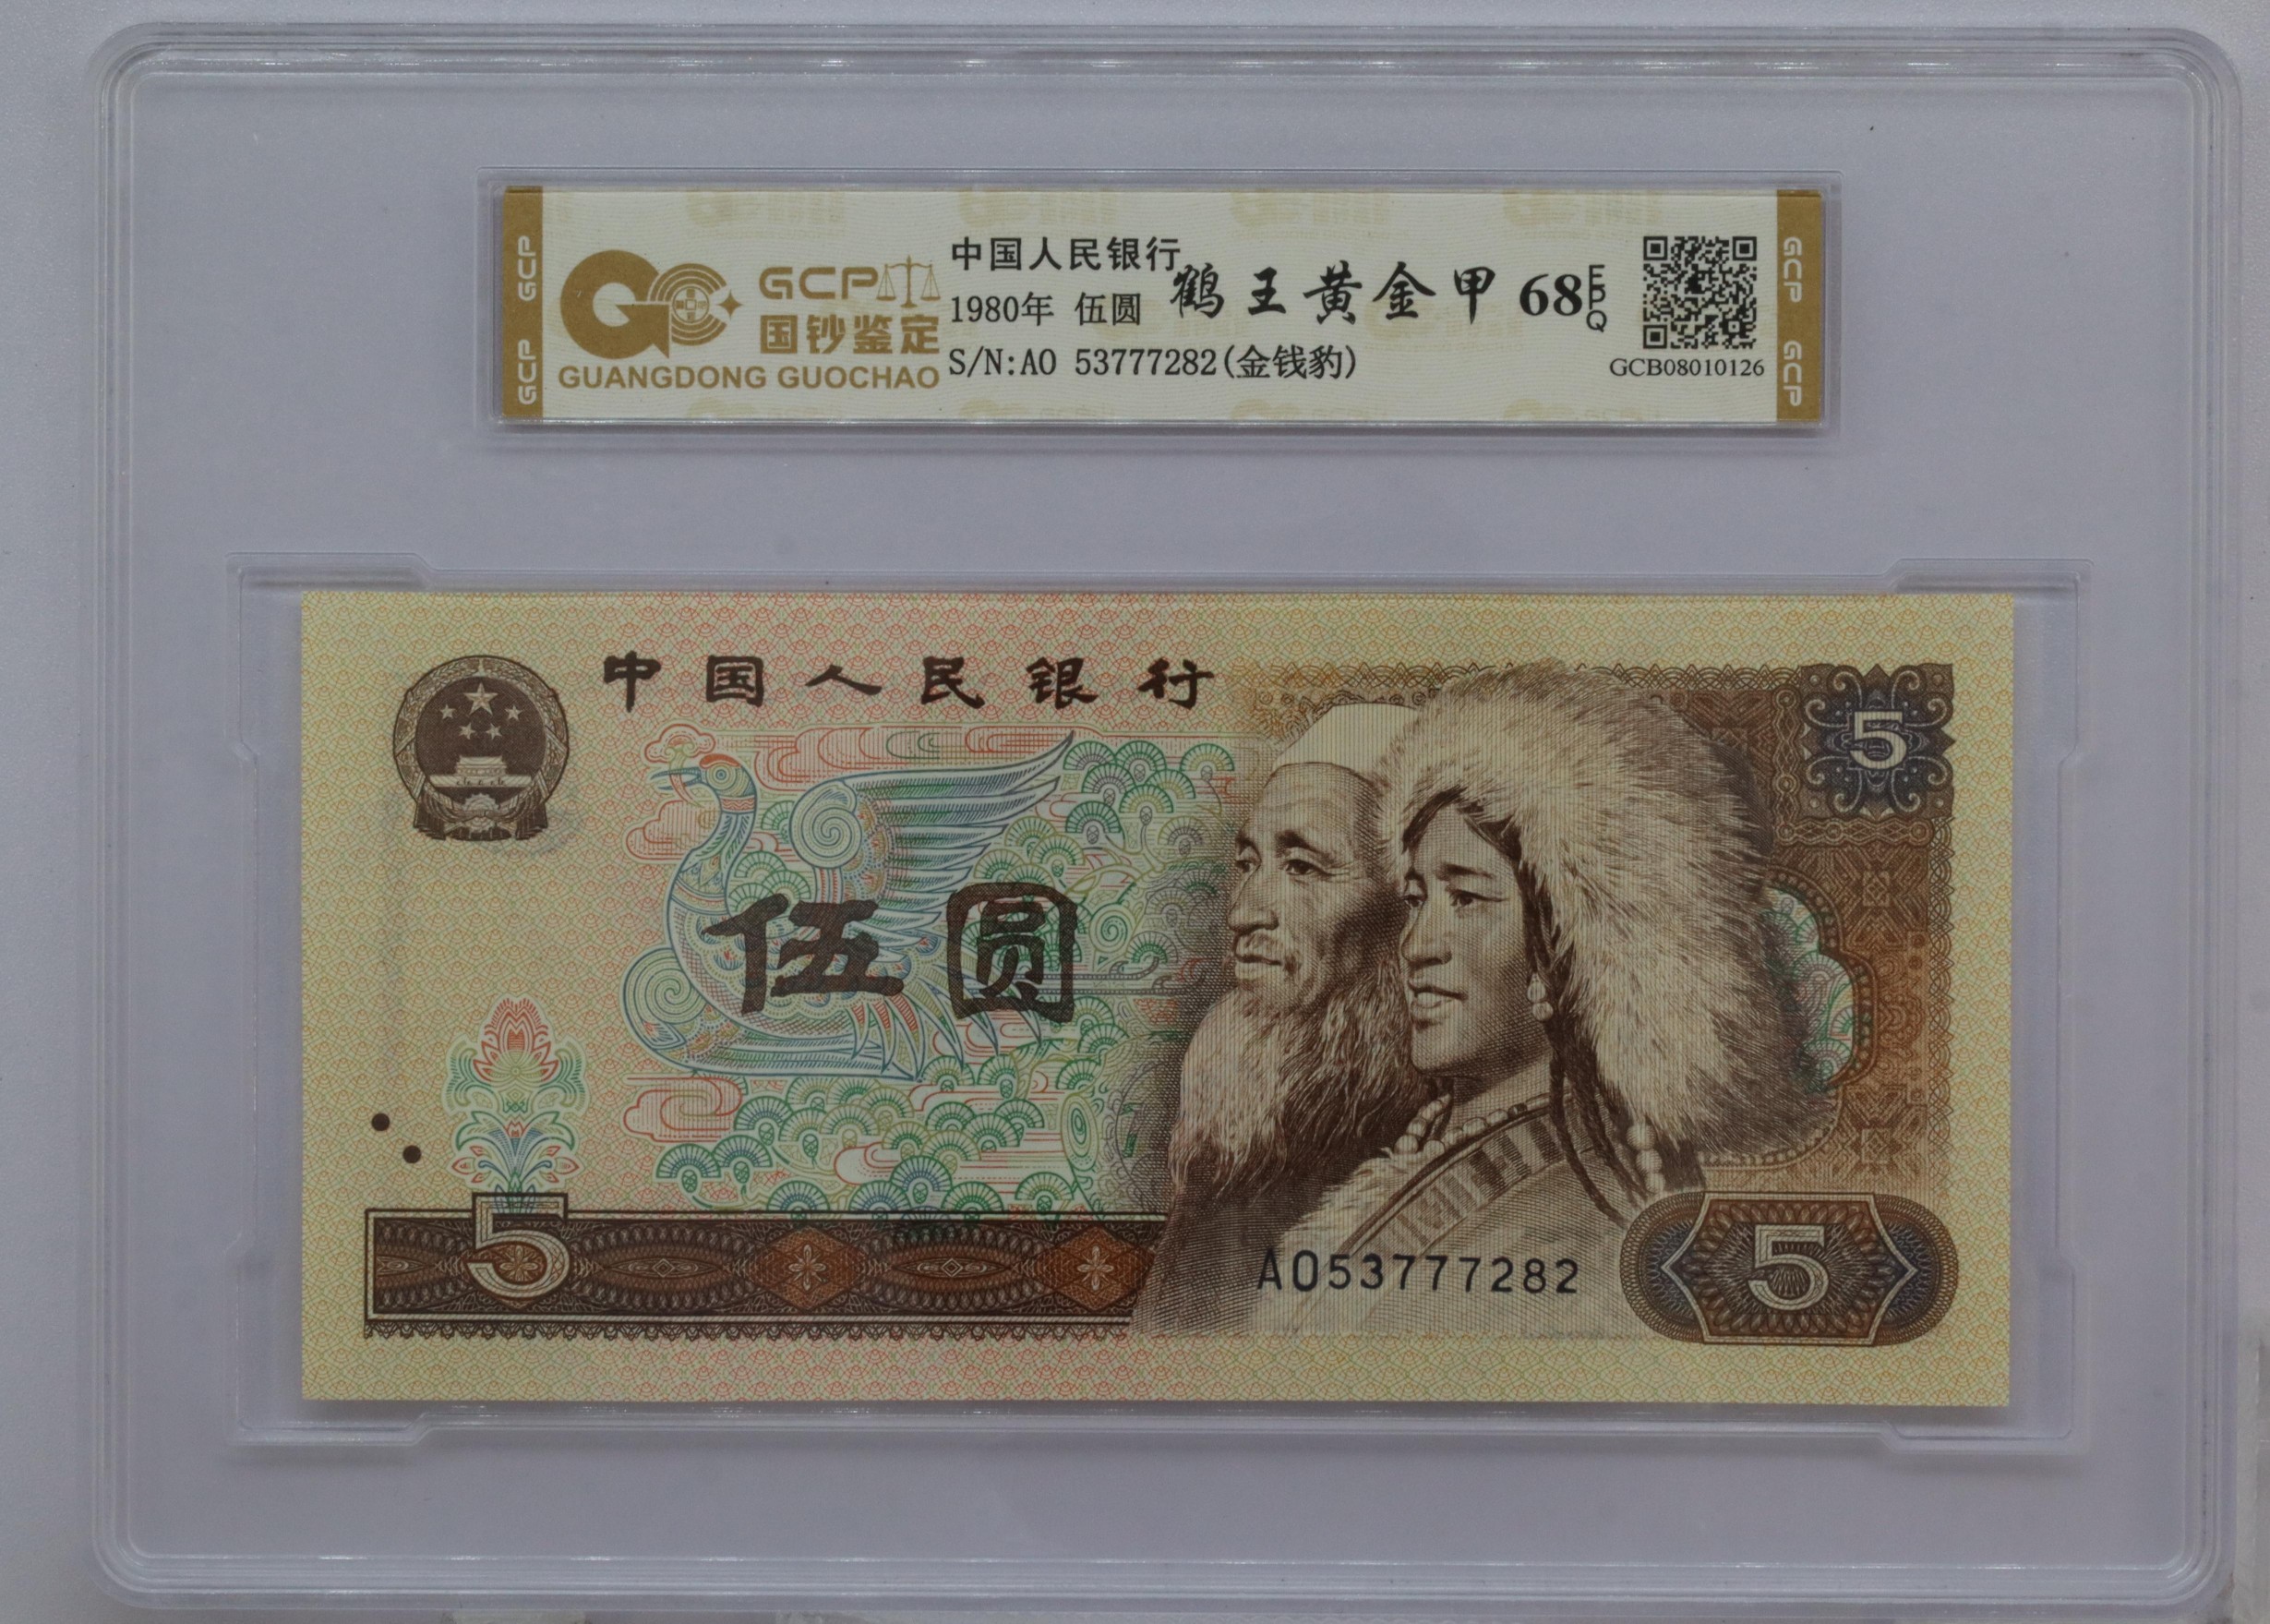 GCP GCP
GCP
国钞鉴定
GUANGDONG GUOCHAO
中国人民银行
1980年 伍圆
S/N:AO 53777282(金钱豹)
鹤王黄金甲 68 EPQ
GCB08010126
GCP GCP
中国人民银行
5
伍圆
5
AO53777282
5